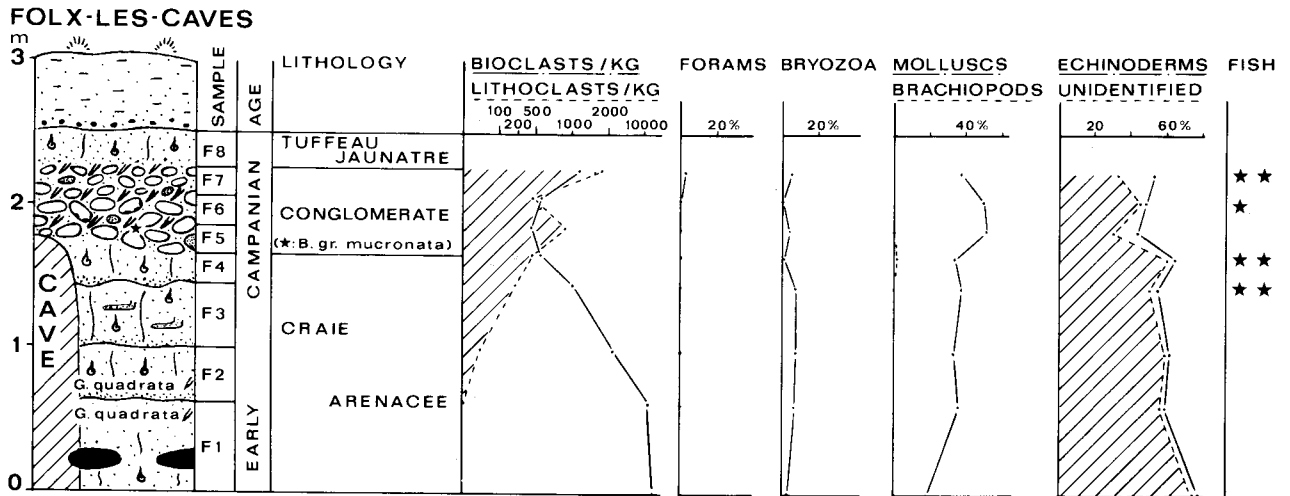 FOLX-LES-CAVES
m
3
2
1
0
CAVE
G. quadrata
G. quadrata
SAMPLE
F8
F7
F6
F5
F4
F3
F2
F1
AGE
EARLY CAMPANIAN
LITHOLOGY
TUFFEAU
JAUNATRE
CONGLOMERATE
(★:B. gr. mucronata)
CRAIE
ARENACEE
BIOCLASTS/KG
LITHOCLASTS/KG
100 500 2000
200 1000 10000
FORAMS
20%
BRYOZOA
20%
MOLLUSCS
BRACHIOPODS
40%
ECHINODERMS
UNIDENTIFIED
20 60%
FISH
★ ★
★
★ ★
★ ★